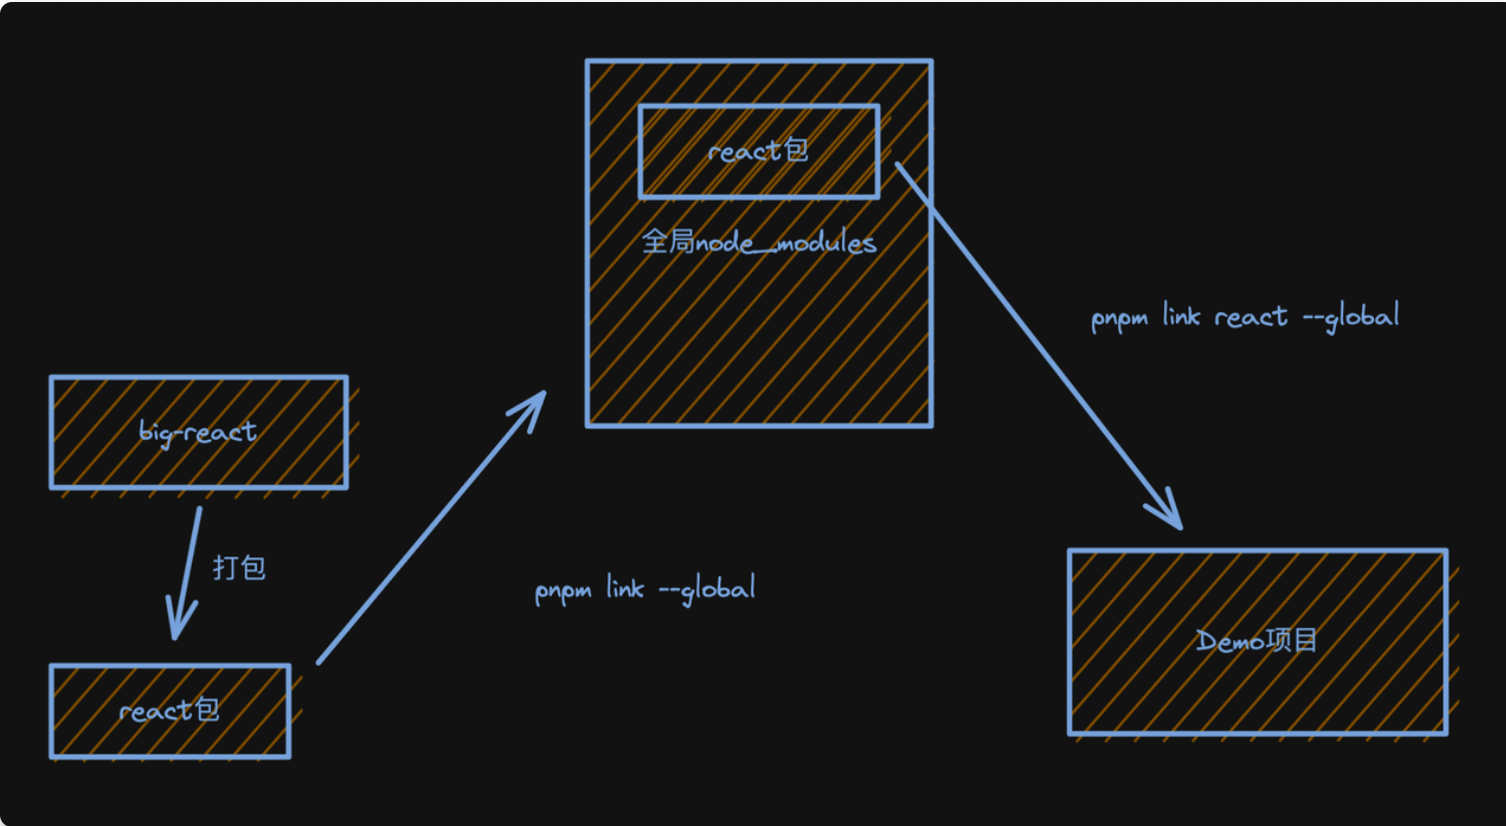 react包
全局node_modules
pnpm link react --global
big-react
打包
pnpm link --global
Demo项目
react包